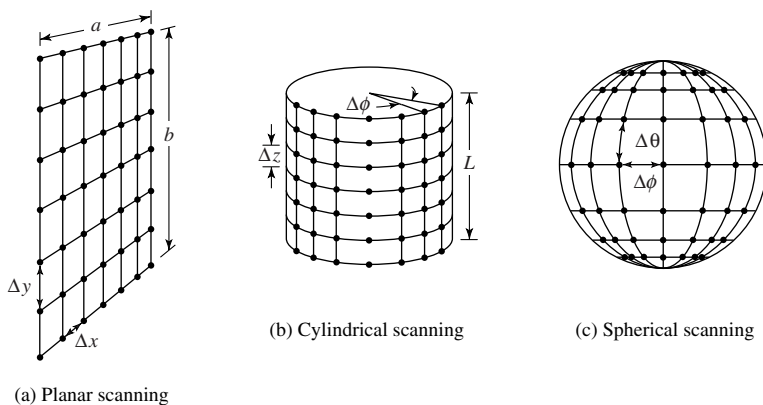 a
b
Δy
Δx
(a) Planar scanning
Δϕ
Δz
L
(b) Cylindrical scanning
Δθ
Δϕ
(c) Spherical scanning